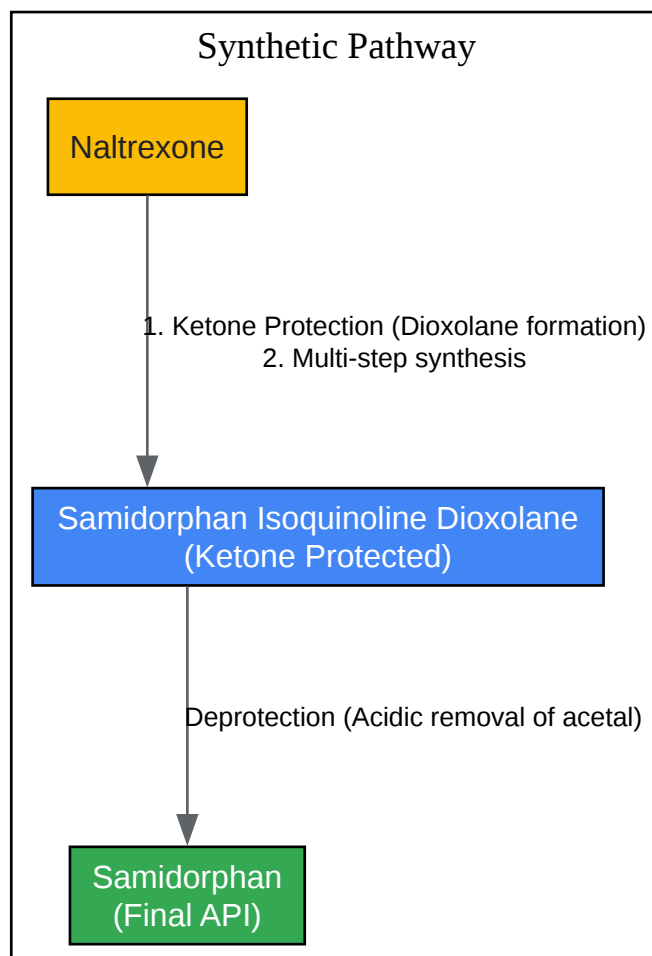 Synthetic Pathway
Naltrexone
1. Ketone Protection (Dioxolane formation)
2. Multi-step synthesis
Samidorphan Isoquinoline Dioxolane
(Ketone Protected)
Deprotection (Acidic removal of acetal)
Samidorphan
(Final API)